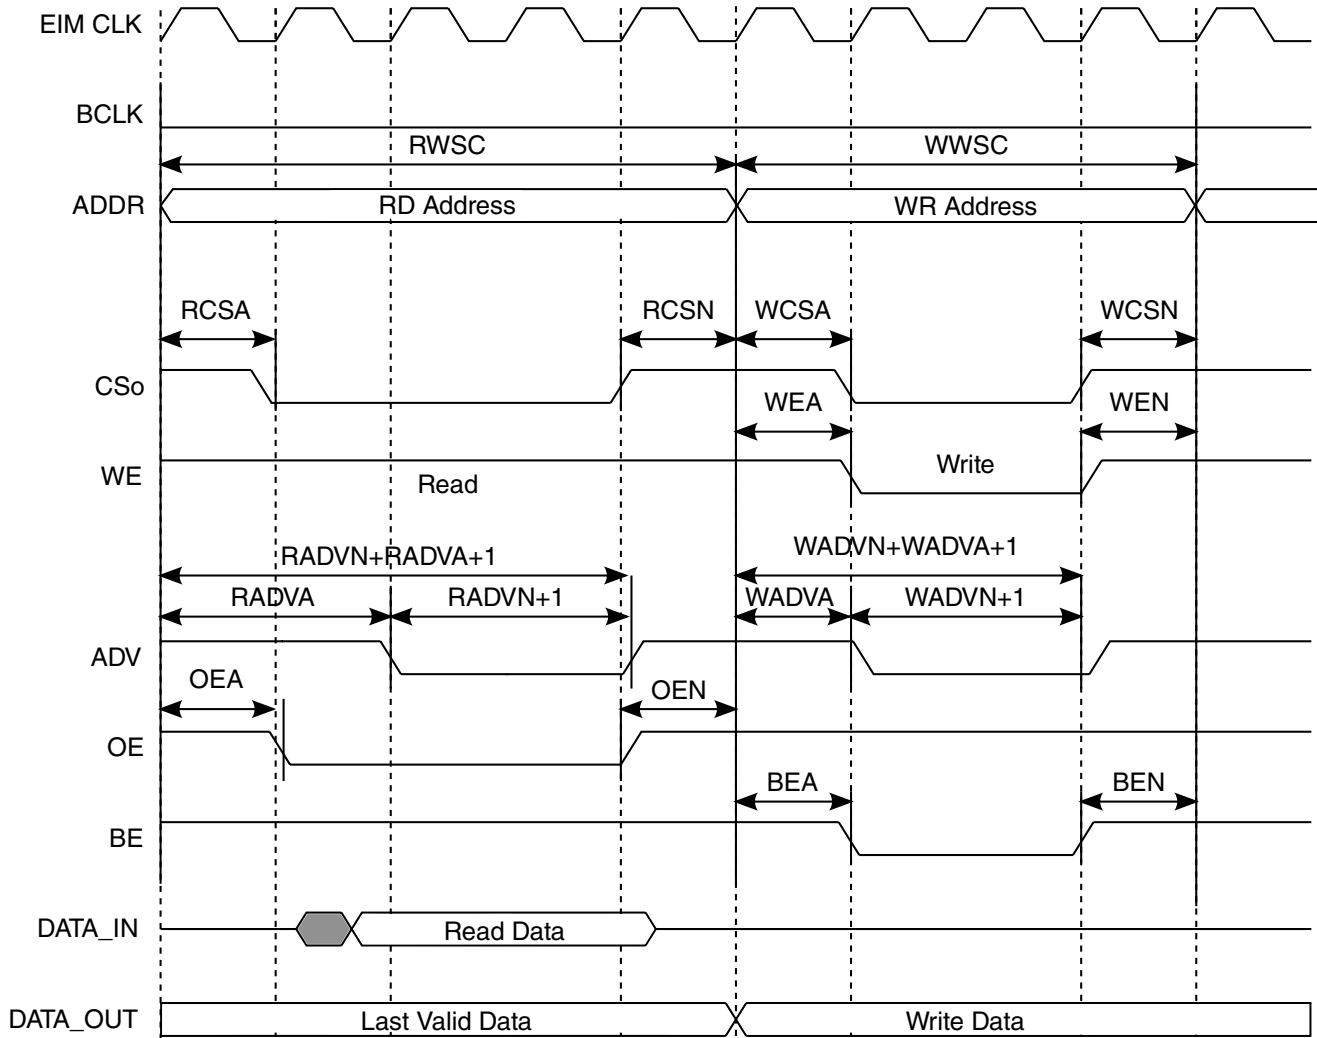 EIM CLK
BCLK
RWSC WWSC
ADDR RD Address WR Address
RCSA RCSN WCSA WCSN
CSo
WEA WEN
WE Read Write
RADVN+RADVA+1 WADVN+WADVA+1
RADVA RADVN+1 WADVA WADVN+1
ADV
OEA OEN
OE
BEA BEN
BE
DATA_IN Read Data
DATA_OUT Last Valid Data Write Data